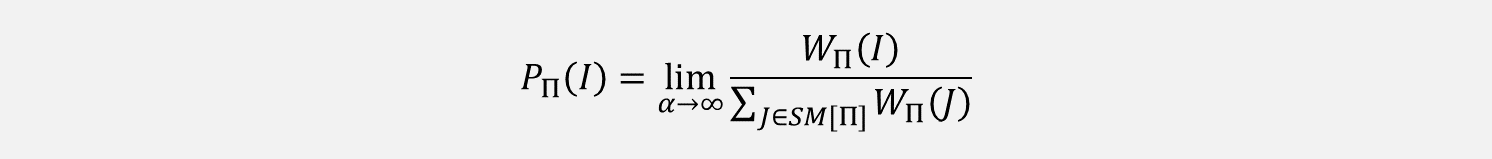 P_Π(I) = lim_{α→∞} W_Π(I) / ∑_{J∈SM[Π]} W_Π(J)